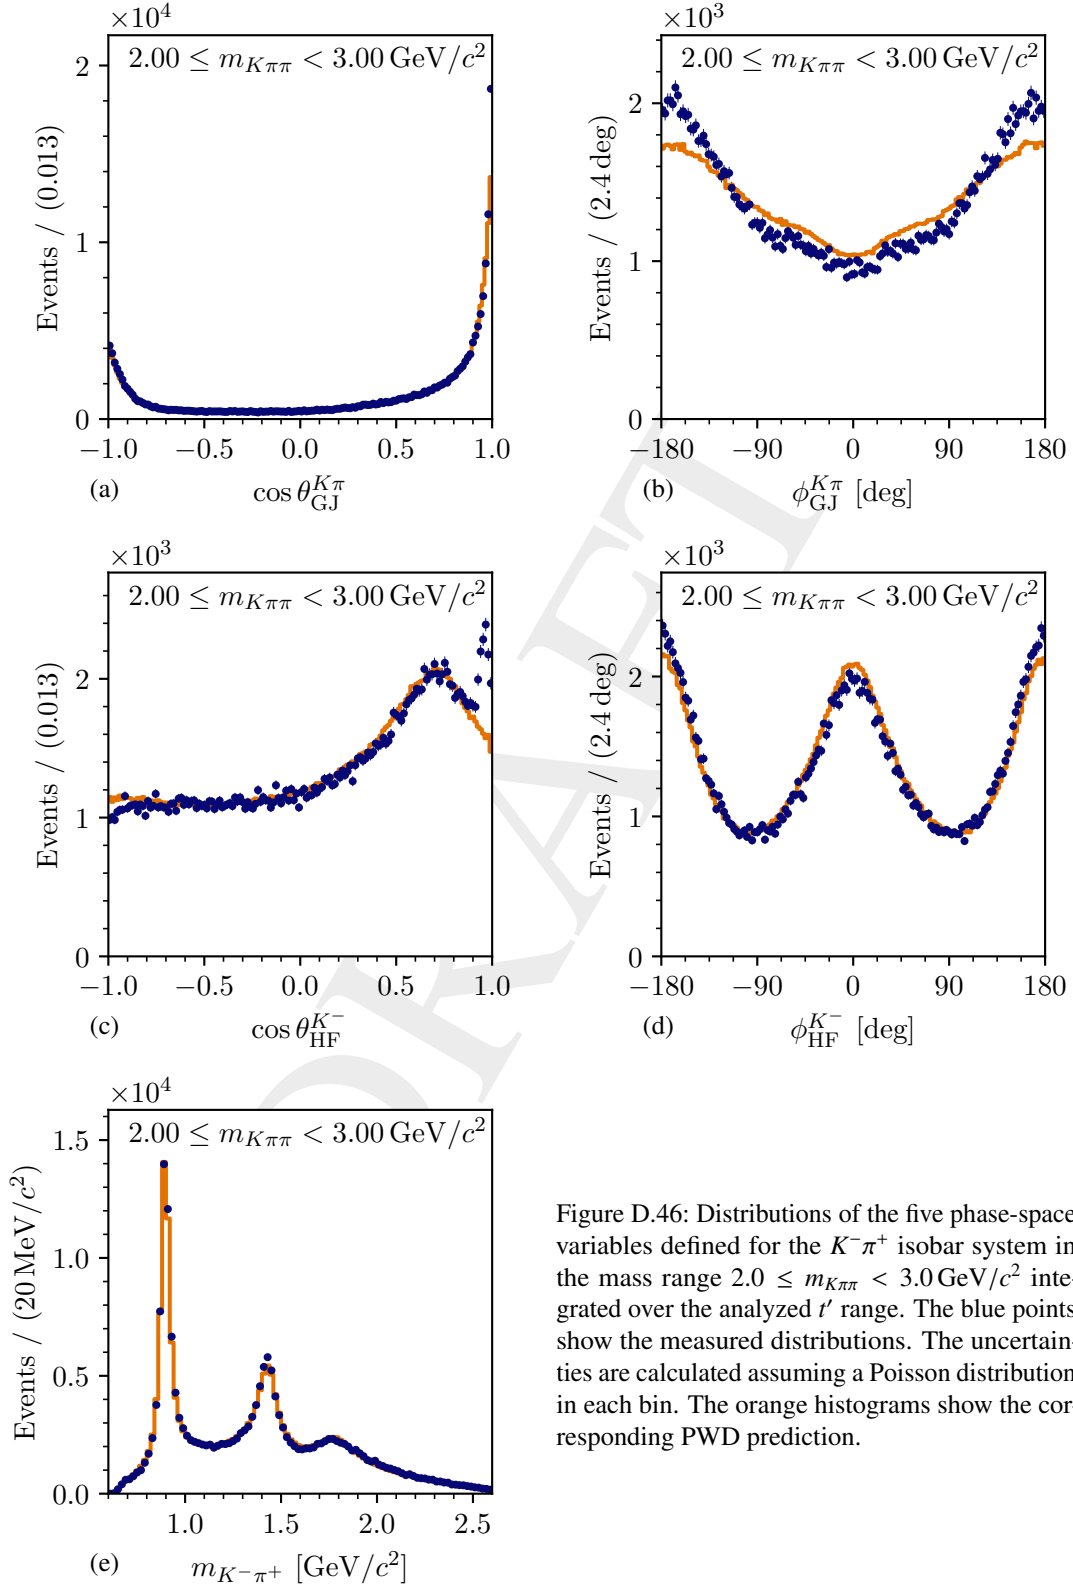 ×10⁴
2.00 ≤ m_{Kππ} < 3.00 GeV/c²
Events / (0.013)
2
1
0
−1.0 −0.5 0.0 0.5 1.0
(a) cos θ_{GJ}^{Kπ}
×10³
2.00 ≤ m_{Kππ} < 3.00 GeV/c²
Events / (2.4 deg)
2
1
0
−180 −90 0 90 180
(b) ϕ_{GJ}^{Kπ} [deg]
×10³
2.00 ≤ m_{Kππ} < 3.00 GeV/c²
Events / (0.013)
2
1
0
−1.0 −0.5 0.0 0.5 1.0
(c) cos θ_{HF}^{K⁻}
×10³
2.00 ≤ m_{Kππ} < 3.00 GeV/c²
Events / (2.4 deg)
2
1
0
−180 −90 0 90 180
(d) ϕ_{HF}^{K⁻} [deg]
×10⁴
2.00 ≤ m_{Kππ} < 3.00 GeV/c²
Events / (20 MeV/c²)
1.5
1.0
0.5
0.0
1.0 1.5 2.0 2.5
(e) m_{K⁻π⁺} [GeV/c²]
Figure D.46: Distributions of the five phase-space
variables defined for the K⁻π⁺ isobar system in
the mass range 2.0 ≤ m_{Kππ} < 3.0 GeV/c² inte-
grated over the analyzed t′ range. The blue points
show the measured distributions. The uncertain-
ties are calculated assuming a Poisson distribution
in each bin. The orange histograms show the cor-
responding PWD prediction.
DRAFT